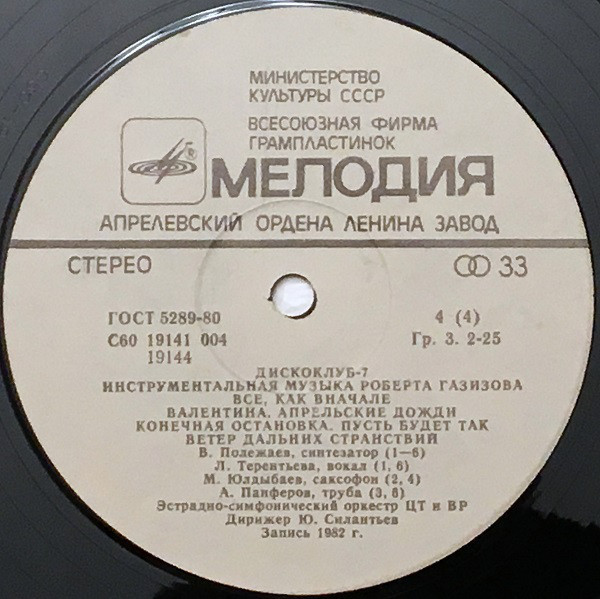 МИНИСТЕРСТВО
КУЛЬТУРЫ СССР
ВСЕСОЮЗНАЯ ФИРМА
ГРАМПЛАСТИНОК
МЕЛОДИЯ
АПРЕЛЕВСКИЙ ОРДЕНА ЛЕНИНА ЗАВОД
СТЕРЕО 33
ГОСТ 5289-80 4 (4)
С60 19141 004 Гр. 3. 2-25
19144
ДИСКОКЛУБ-7
ИНСТРУМЕНТАЛЬНАЯ МУЗЫКА РОБЕРТА ГАЗИЗОВА
ВСЕ, КАК ВНАЧАЛЕ
ВАЛЕНТИНА. АПРЕЛЬСКИЕ ДОЖДИ
КОНЕЧНАЯ ОСТАНОВКА. ПУСТЬ БУДЕТ ТАК
ВЕТЕР ДАЛЬНИХ СТРАНСТВИЙ
В. Полежаев, синтезатор (1—6)
Л. Терентьева, вокал (1, 6)
М. Юлдыбаев, саксофон (2, 4)
А. Панферов, труба (3, 6)
Эстрадно-симфонический оркестр ЦТ и ВР
Дирижер Ю. Силантьев
Запись 1982 г.